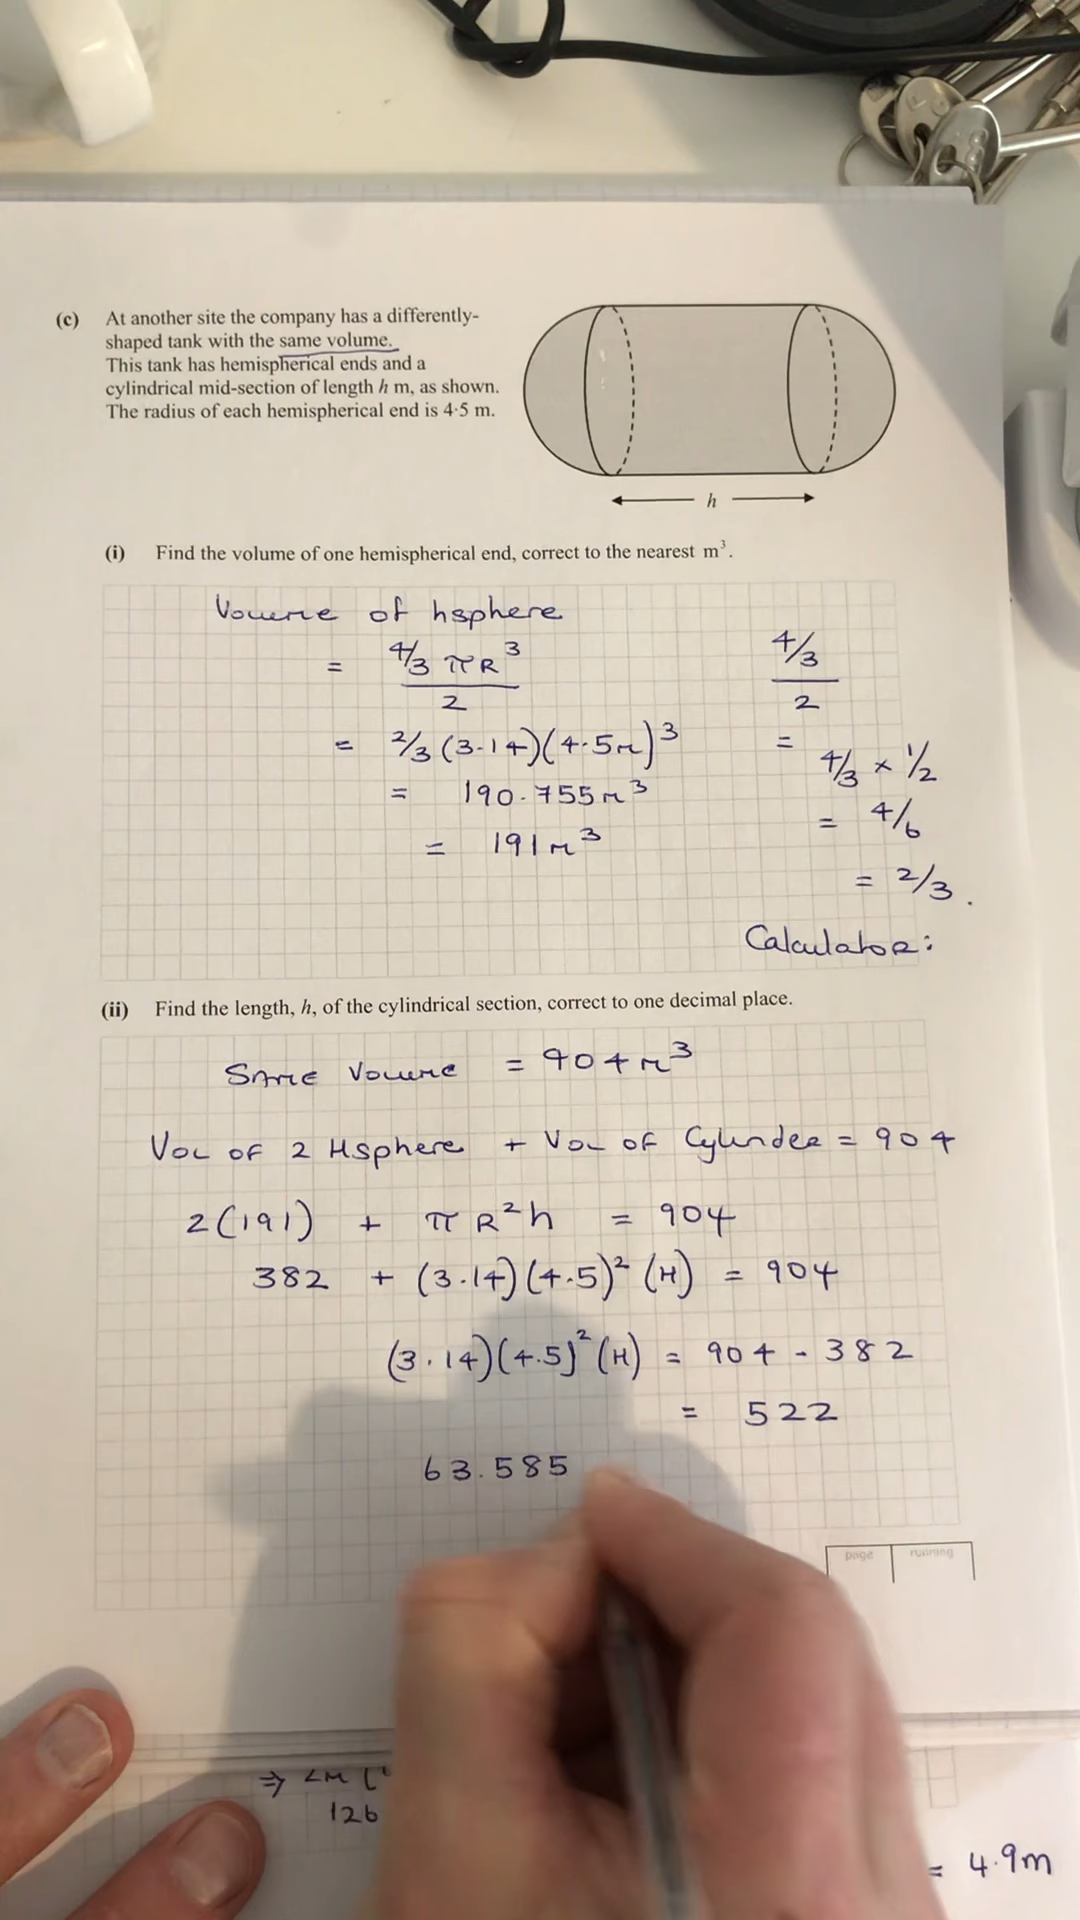 (c) At another site the company has a differently-
shaped tank with the same volume.
This tank has hemispherical ends and a
cylindrical mid-section of length h m, as shown.
The radius of each hemispherical end is 4·5 m.
h
(i) Find the volume of one hemispherical end, correct to the nearest m³.
Volume of hsphere
= 4/3 πR³
2
= 2/3 (3.14)(4.5m)³
= 190.755m³
= 191m³
4/3
2
= 4/3 × 1/2
= 4/6
= 2/3.
Calculator:
(ii) Find the length, h, of the cylindrical section, correct to one decimal place.
Same Volume = 904m³
Vol of 2 Hsphere + Vol of Cylinder = 904
2(191) + πR²h = 904
382 + (3.14)(4.5)²(H) = 904
(3.14)(4.5)²(H) = 904 - 382
= 522
63.585
page running
126
= 4.9m